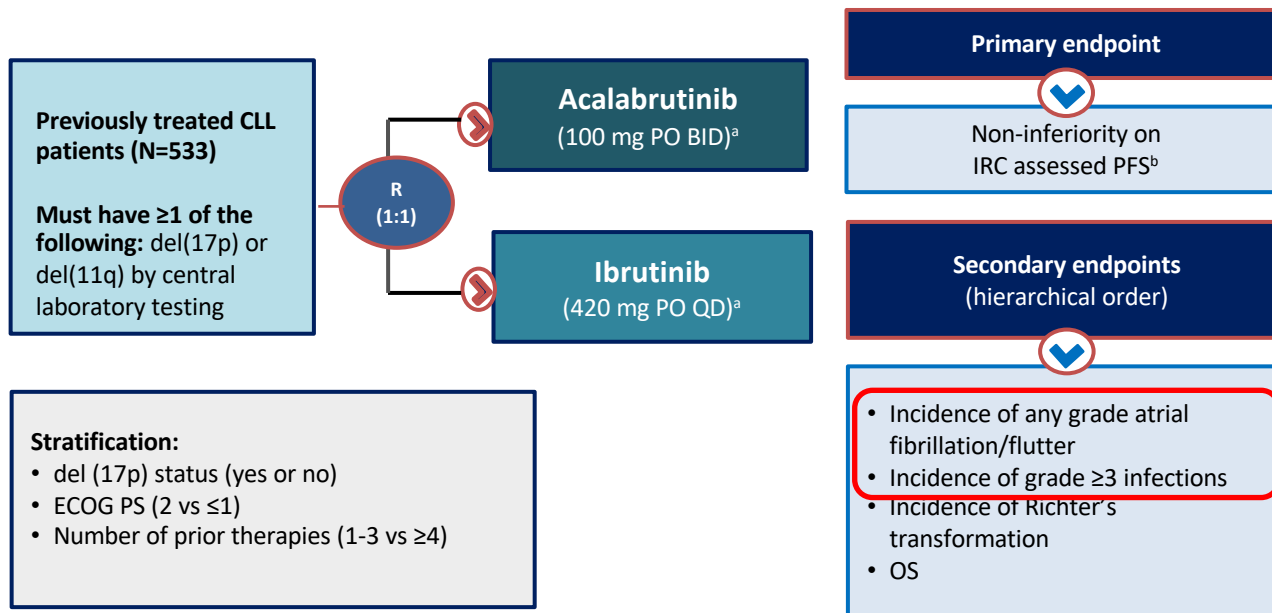 Previously treated CLL
patients (N=533)
Must have ≥1 of the
following: del(17p) or
del(11q) by central
laboratory testing
R
(1:1)
Acalabrutinib
(100 mg PO BID)ᵃ
Ibrutinib
(420 mg PO QD)ᵃ
Stratification:
• del (17p) status (yes or no)
• ECOG PS (2 vs ≤1)
• Number of prior therapies (1-3 vs ≥4)
Primary endpoint
Non-inferiority on
IRC assessed PFSᵇ
Secondary endpoints
(hierarchical order)
• Incidence of any grade atrial
fibrillation/flutter
• Incidence of grade ≥3 infections
• Incidence of Richter’s
transformation
• OS